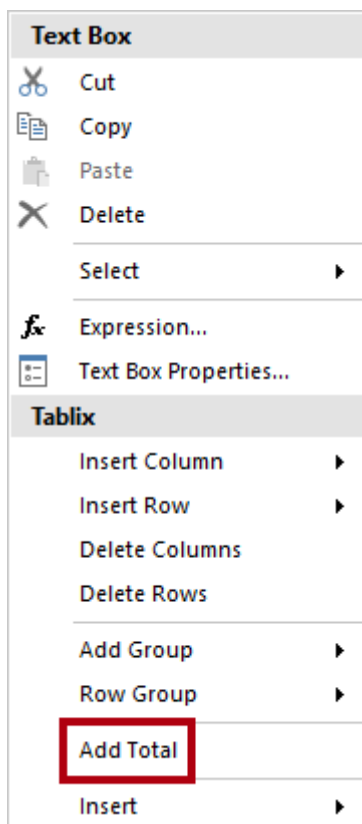 Text Box
Cut
Copy
Paste
Delete
Select
fx Expression...
Text Box Properties...
Tablix
Insert Column
Insert Row
Delete Columns
Delete Rows
Add Group
Row Group
Add Total
Insert